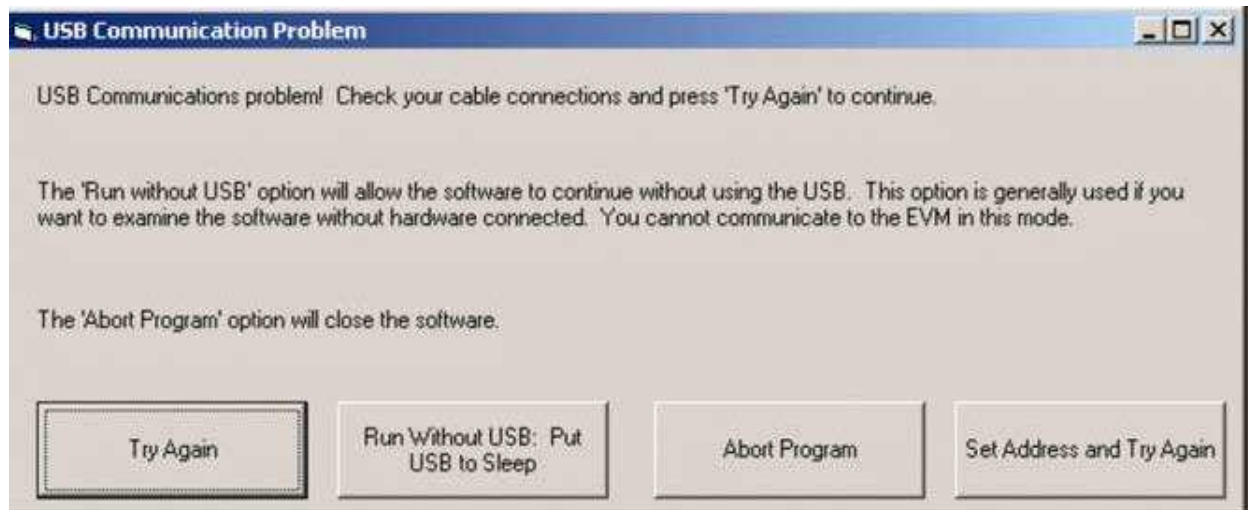 USB Communication Problem
USB Communications problem!  Check your cable connections and press 'Try Again' to continue.
The 'Run without USB' option will allow the software to continue without using the USB.  This option is generally used if you
want to examine the software without hardware connected.  You cannot communicate to the EVM in this mode.
The 'Abort Program' option will close the software.
Try Again
Run Without USB:  Put
USB to Sleep
Abort Program
Set Address and Try Again